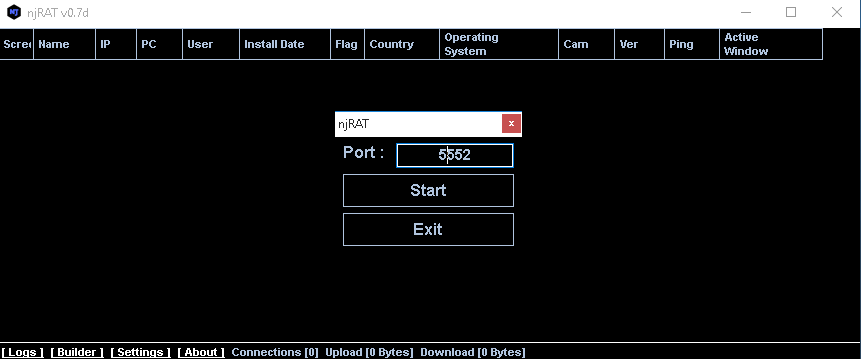 njRAT v0.7d
Scree Name IP PC User Install Date Flag Country Operating System Cam Ver Ping Active Window
njRAT
x
Port : 5552
Start
Exit
[ Logs ] [ Builder ] [ Settings ] [ About ] Connections [0] Upload [0 Bytes] Download [0 Bytes]